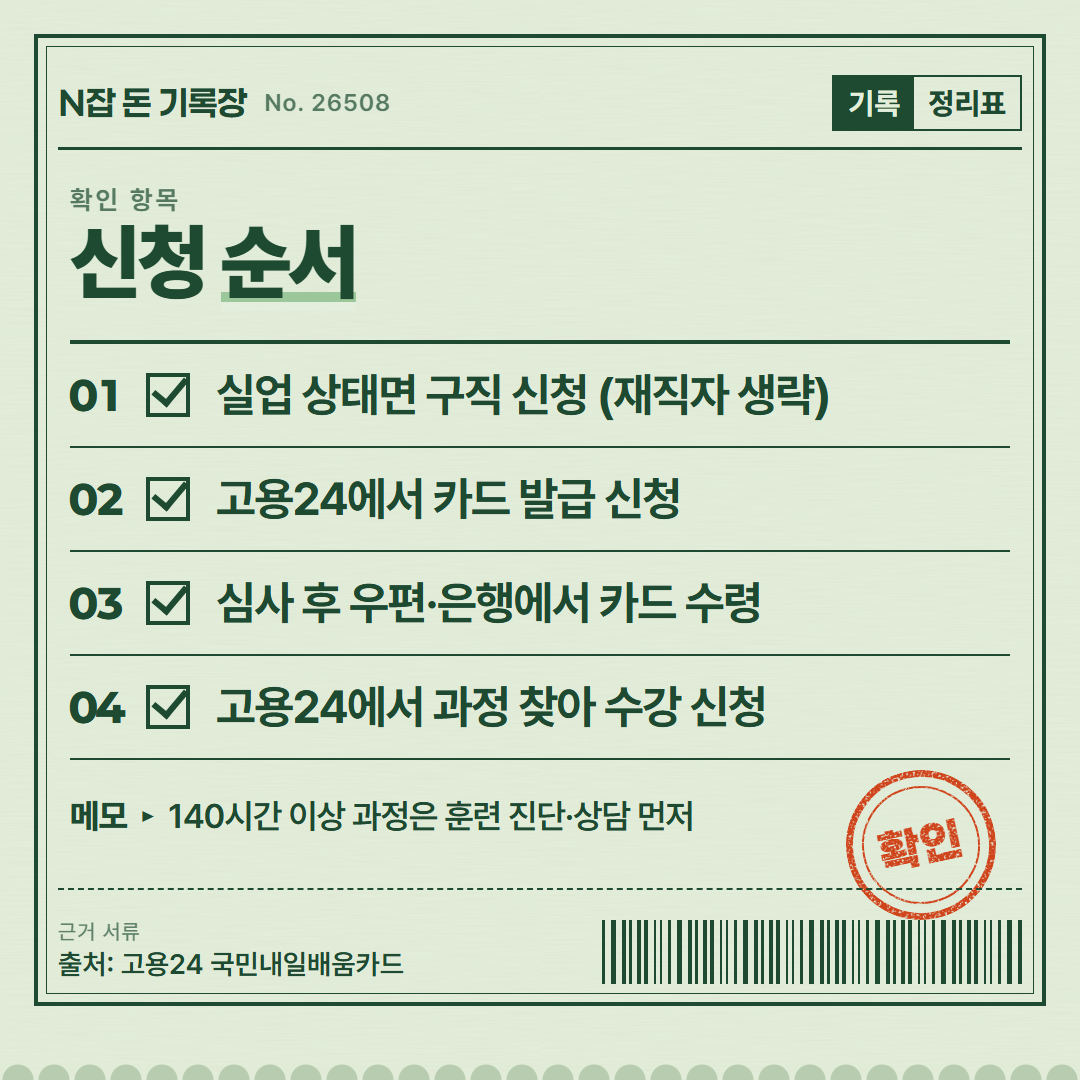 N잡 돈 기록장 No. 26508 기록 정리표
확인 항목
신청 순서
01 실업 상태면 구직 신청 (재직자 생략)
02 고용24에서 카드 발급 신청
03 심사 후 우편·은행에서 카드 수령
04 고용24에서 과정 찾아 수강 신청
메모 ▸ 140시간 이상 과정은 훈련 진단·상담 먼저
확인
근거 서류
출처: 고용24 국민내일배움카드